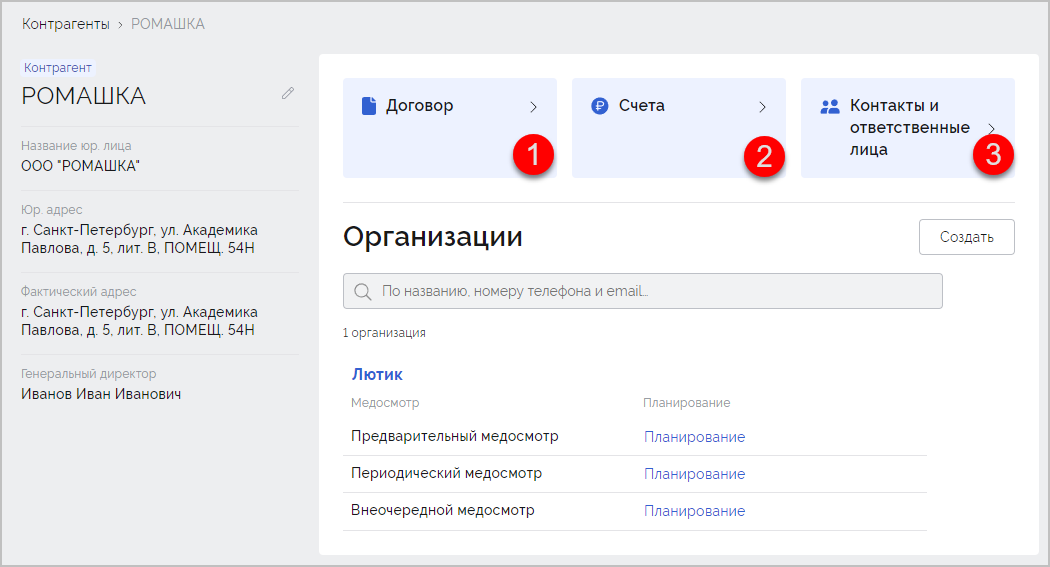 Контрагенты › РОМАШКА
Контрагент
РОМАШКА
Название юр. лица
ООО "РОМАШКА"
Юр. адрес
г. Санкт-Петербург, ул. Академика
Павлова, д. 5, лит. В, ПОМЕЩ. 54Н
Фактический адрес
г. Санкт-Петербург, ул. Академика
Павлова, д. 5, лит. В, ПОМЕЩ. 54Н
Генеральный директор
Иванов Иван Иванович
Договор
1
Счета
2
Контакты и
ответственные
лица
3
Организации
Создать
По названию, номеру телефона и email...
1 организация
Лютик
Медосмотр Планирование
Предварительный медосмотр Планирование
Периодический медосмотр Планирование
Внеочередной медосмотр Планирование